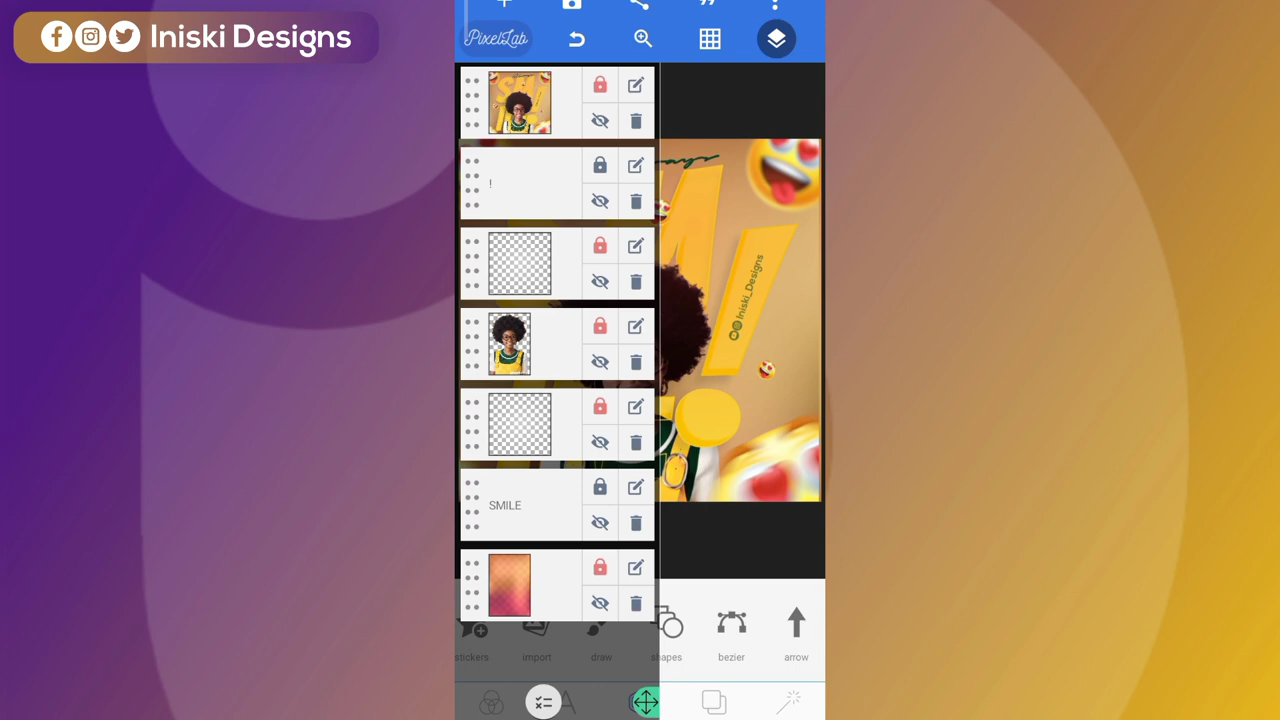 Iniski Designs
PixelLab
!
SMILE
Iniski_Designs
stickers
import
draw
shapes
bezier
arrow